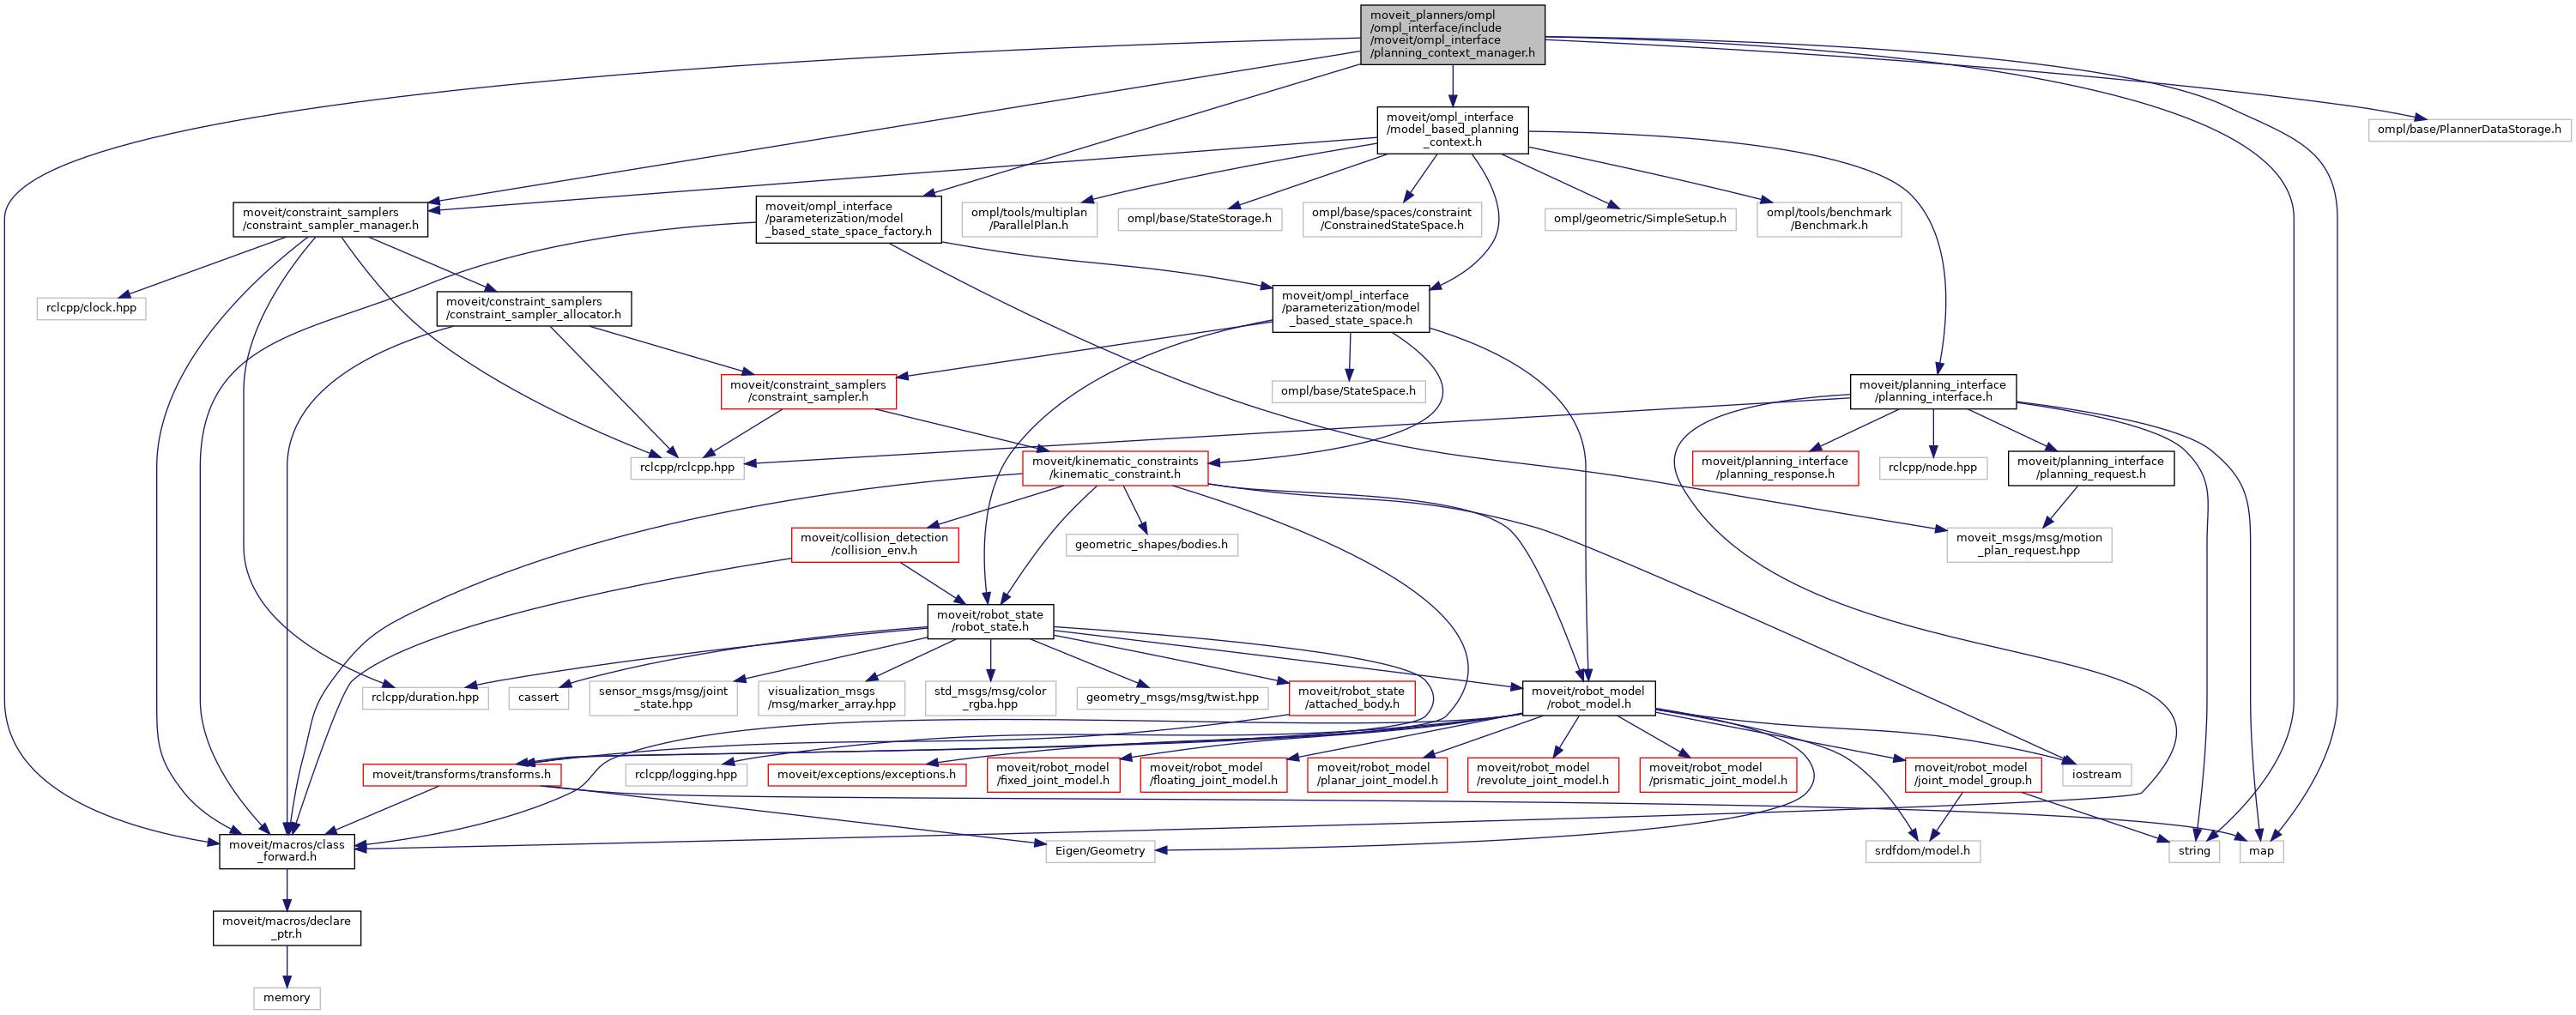 moveit_planners/ompl
/ompl_interface/include
/moveit/ompl_interface
/planning_context_manager.h
moveit/ompl_interface
/model_based_planning
_context.h
ompl/base/PlannerDataStorage.h
moveit/constraint_samplers
/constraint_sampler_manager.h
moveit/ompl_interface
/parameterization/model
_based_state_space_factory.h
ompl/tools/multiplan
/ParallelPlan.h
ompl/base/StateStorage.h
ompl/base/spaces/constraint
/ConstrainedStateSpace.h
ompl/geometric/SimpleSetup.h
ompl/tools/benchmark
/Benchmark.h
rclcpp/clock.hpp
moveit/constraint_samplers
/constraint_sampler_allocator.h
moveit/ompl_interface
/parameterization/model
_based_state_space.h
moveit/constraint_samplers
/constraint_sampler.h
ompl/base/StateSpace.h
moveit/planning_interface
/planning_interface.h
rclcpp/rclcpp.hpp
moveit/kinematic_constraints
/kinematic_constraint.h
moveit/planning_interface
/planning_response.h
rclcpp/node.hpp
moveit/planning_interface
/planning_request.h
moveit/collision_detection
/collision_env.h
geometric_shapes/bodies.h
moveit_msgs/msg/motion
_plan_request.hpp
moveit/robot_state
/robot_state.h
rclcpp/duration.hpp
cassert
sensor_msgs/msg/joint
_state.hpp
visualization_msgs
/msg/marker_array.hpp
std_msgs/msg/color
_rgba.hpp
geometry_msgs/msg/twist.hpp
moveit/robot_state
/attached_body.h
moveit/robot_model
/robot_model.h
moveit/transforms/transforms.h
rclcpp/logging.hpp
moveit/exceptions/exceptions.h
moveit/robot_model
/fixed_joint_model.h
moveit/robot_model
/floating_joint_model.h
moveit/robot_model
/planar_joint_model.h
moveit/robot_model
/revolute_joint_model.h
moveit/robot_model
/prismatic_joint_model.h
moveit/robot_model
/joint_model_group.h
iostream
moveit/macros/class
_forward.h
Eigen/Geometry
srdfdom/model.h
string
map
moveit/macros/declare
_ptr.h
memory